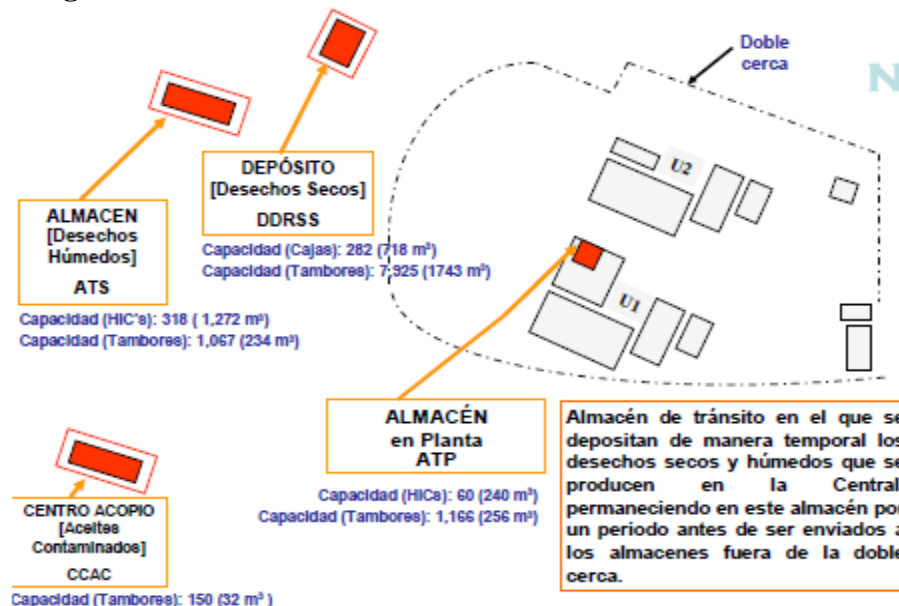 Doble
cerca
N
U2
DEPÓSITO
[Desechos Secos]
DDRSS
Capacidad (Cajas): 282 (718 m³)
Capacidad (Tambores): 7,925 (1743 m³)
ALMACEN
[Desechos
Húmedos]
ATS
Capacidad (HIC's): 318 ( 1,272 m³)
Capacidad (Tambores): 1,067 (234 m³)
U1
ALMACÉN
en Planta
ATP
Capacidad (HICs): 60 (240 m³)
Capacidad (Tambores): 1,166 (256 m³)
Almacén de tránsito en el que se
depositan de manera temporal los
desechos secos y húmedos que se
producen en la Central
permaneciendo en este almacén por
un periodo antes de ser enviados a
los almacenes fuera de la doble
cerca.
CENTRO ACOPIO
[Aceites
Contaminados]
CCAC
Capacidad (Tambores): 150 (32 m³ )